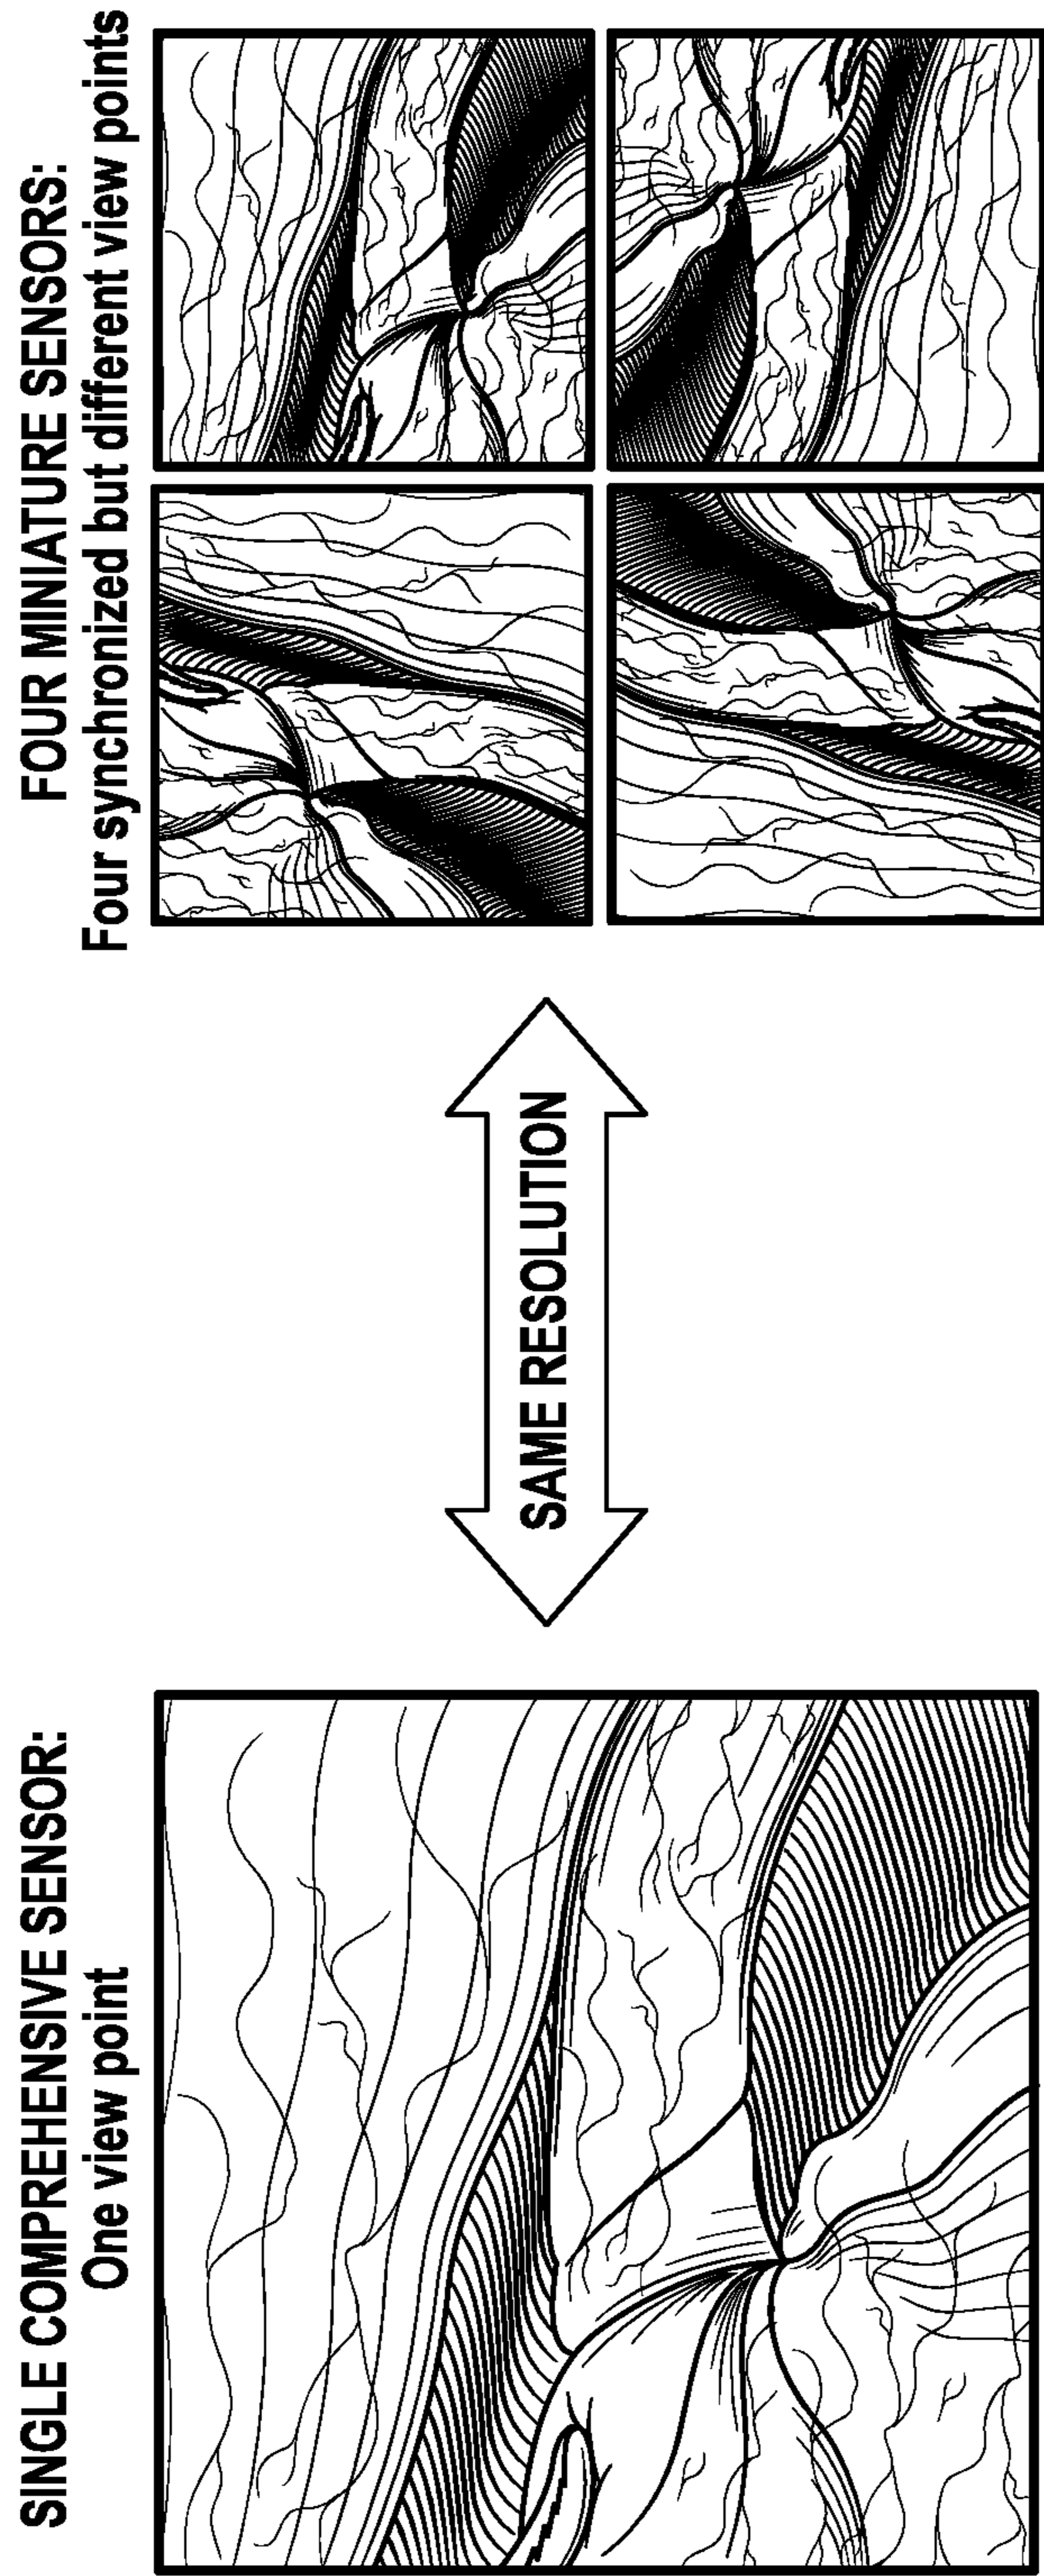 SINGLE COMPREHENSIVE SENSOR:
One view point
SAME RESOLUTION
FOUR MINIATURE SENSORS:
Four synchronized but different view points